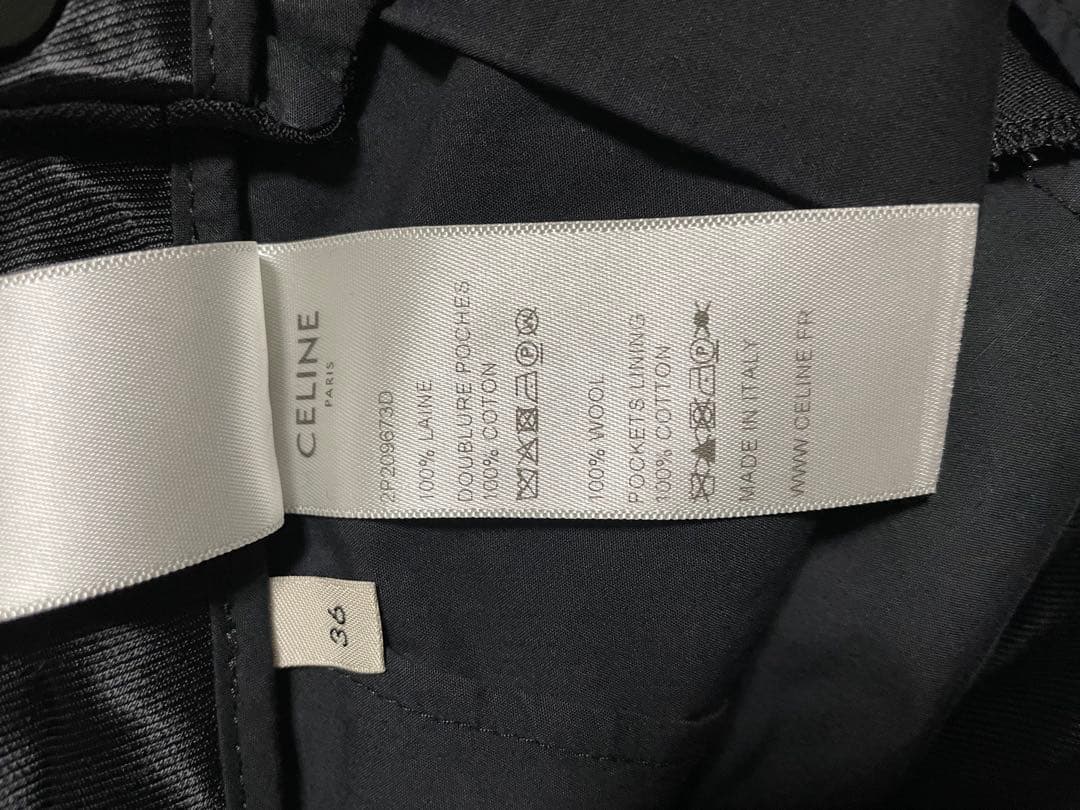 CELINE
PARIS
2P209673D
100% LAINE
DOUBLURE POCHES
100% COTON
100% WOOL
POCKETS LINING
100% COTTON
MADE IN ITALY
WWW.CELINE.FR
36